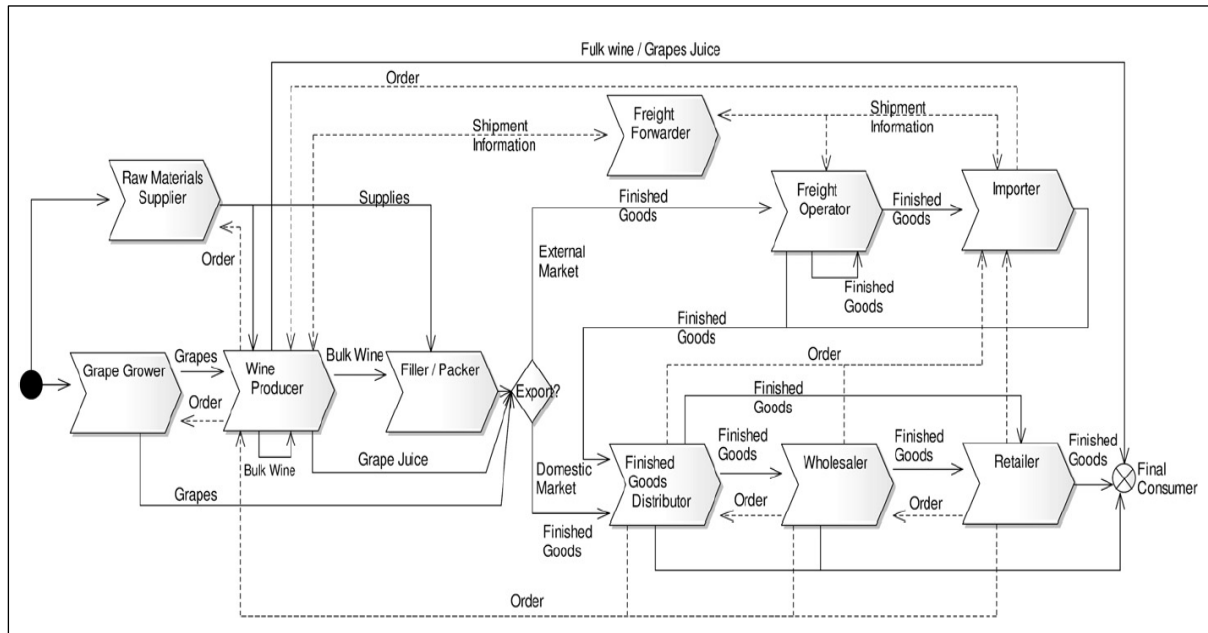 Fulk wine / Grapes Juice
Order
Freight
Forwarder
Shipment
Information
Shipment
Information
Raw Materials
Supplier
Supplies
Finished
Goods
Freight
Operator
Finished
Goods
Importer
Order
External
Market
Finished
Goods
Finished
Goods
Grape Grower
Grapes
Order
Wine
Producer
Bulk Wine
Filler / Packer
Export?
Order
Finished
Goods
Bulk Wine
Grape Juice
Grapes
Domestic
Market
Finished
Goods
Finished
Goods
Distributor
Finished
Goods
Order
Wholesaler
Finished
Goods
Order
Retailer
Finished
Goods
Final
Consumer
Order